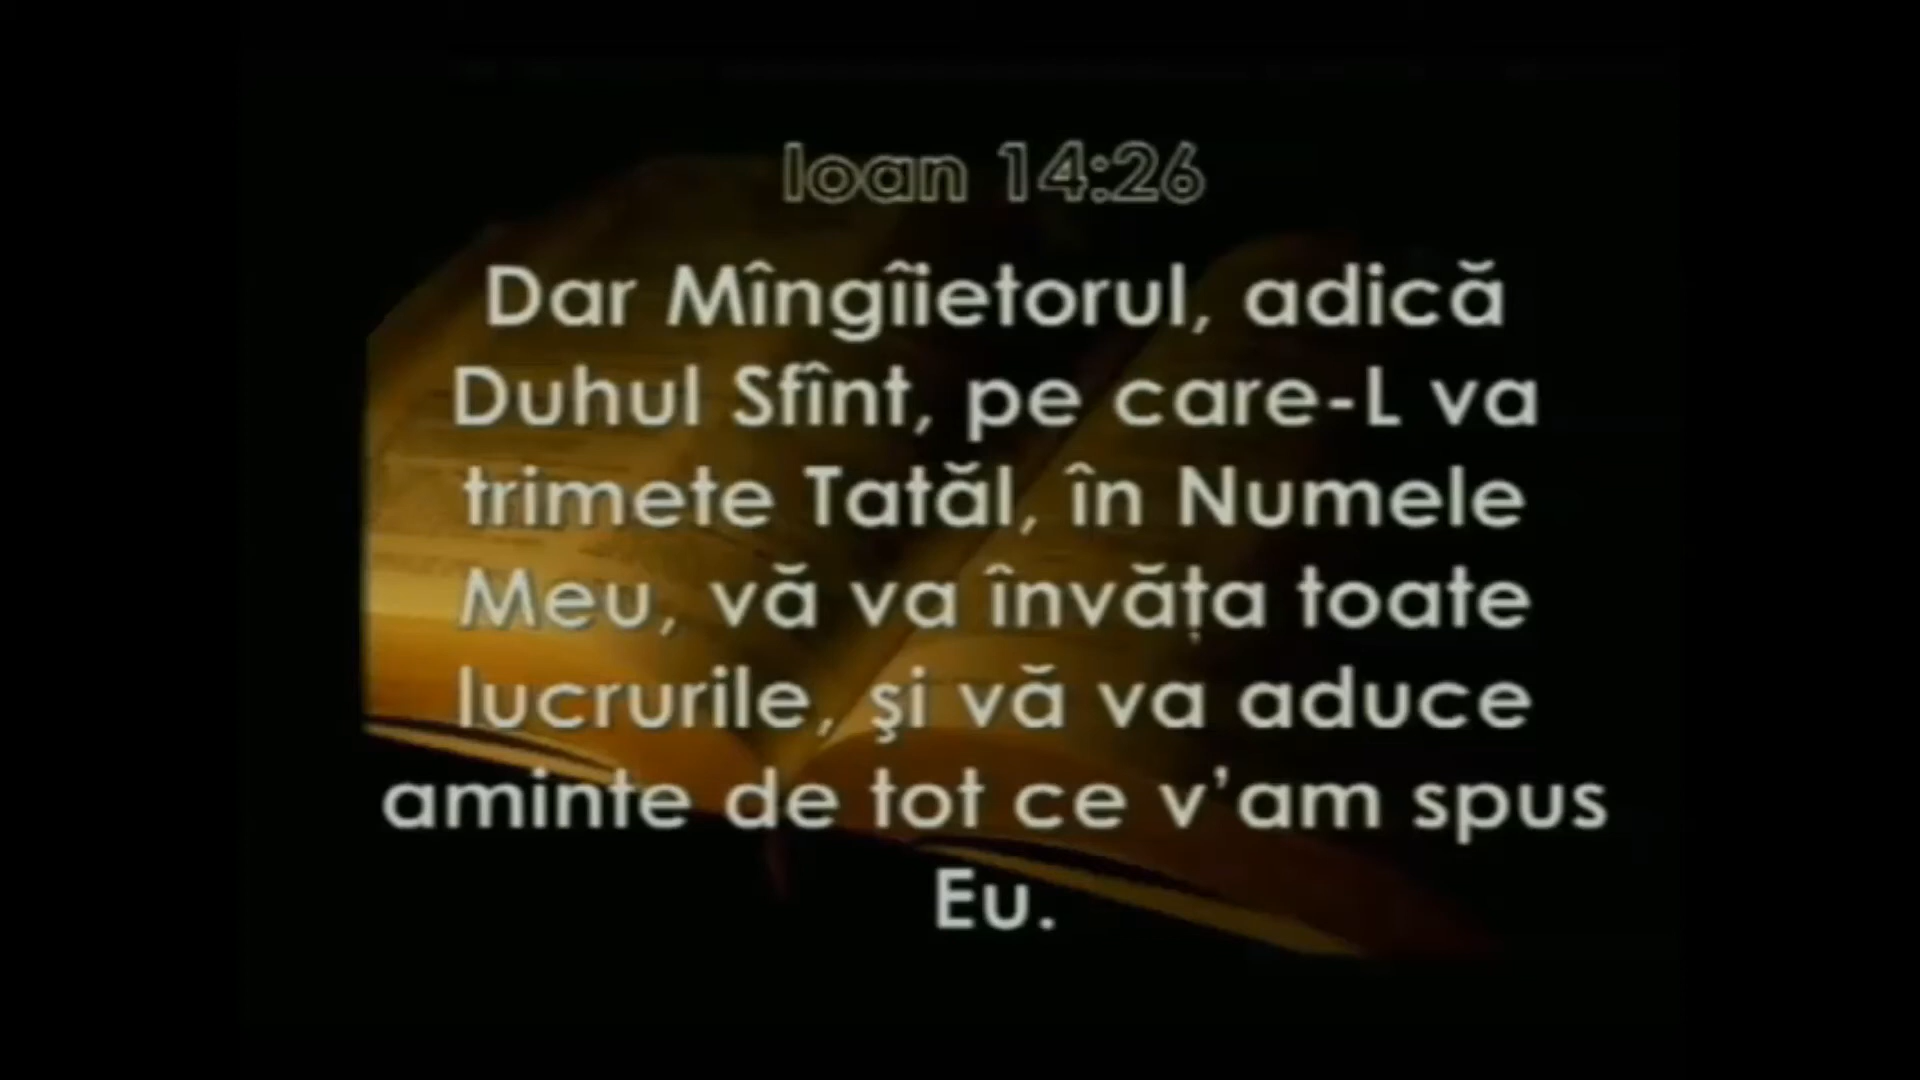 Ioan 14:26
Dar Mîngîietorul, adică
Duhul Sfînt, pe care-L va
trimete Tatăl, în Numele
Meu, vă va învăţa toate
lucrurile, şi vă va aduce
aminte de tot ce v’am spus
Eu.